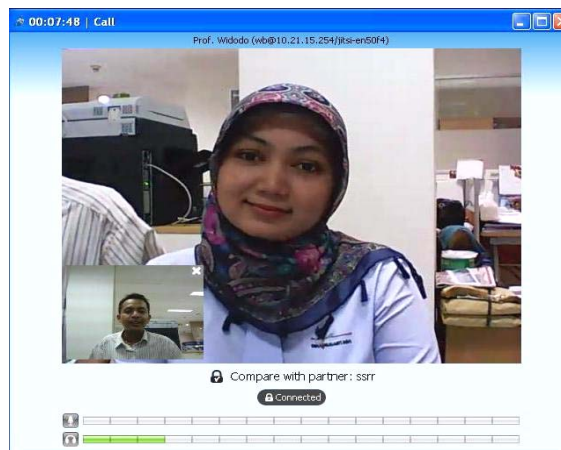 00:07:48 | Call
Prof. Widodo (wb@10.21.15.254/jitsi-en50f4)
Compare with partner: ssrr
Connected